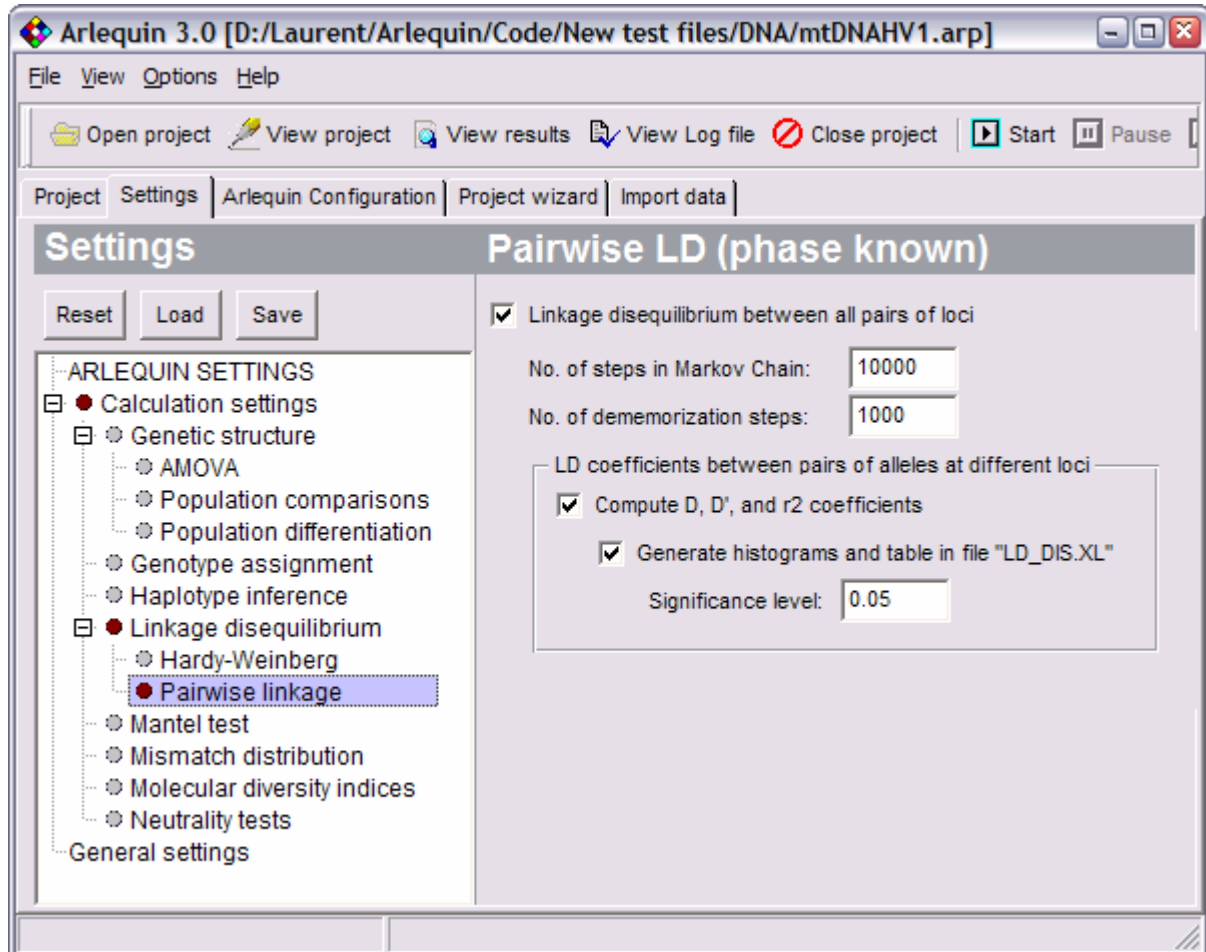 Arlequin 3.0 [D:/Laurent/Arlequin/Code/New test files/DNA/mtDNAHV1.arp]
File View Options Help
Open project View project View results View Log file Close project Start Pause
Project Settings Arlequin Configuration Project wizard Import data
Settings
Reset Load Save
ARLEQUIN SETTINGS
Calculation settings
Genetic structure
AMOVA
Population comparisons
Population differentiation
Genotype assignment
Haplotype inference
Linkage disequilibrium
Hardy-Weinberg
Pairwise linkage
Mantel test
Mismatch distribution
Molecular diversity indices
Neutrality tests
General settings
Pairwise LD (phase known)
Linkage disequilibrium between all pairs of loci
No. of steps in Markov Chain: 10000
No. of dememorization steps: 1000
LD coefficients between pairs of alleles at different loci
Compute D, D', and r2 coefficients
Generate histograms and table in file "LD_DIS.XL"
Significance level: 0.05